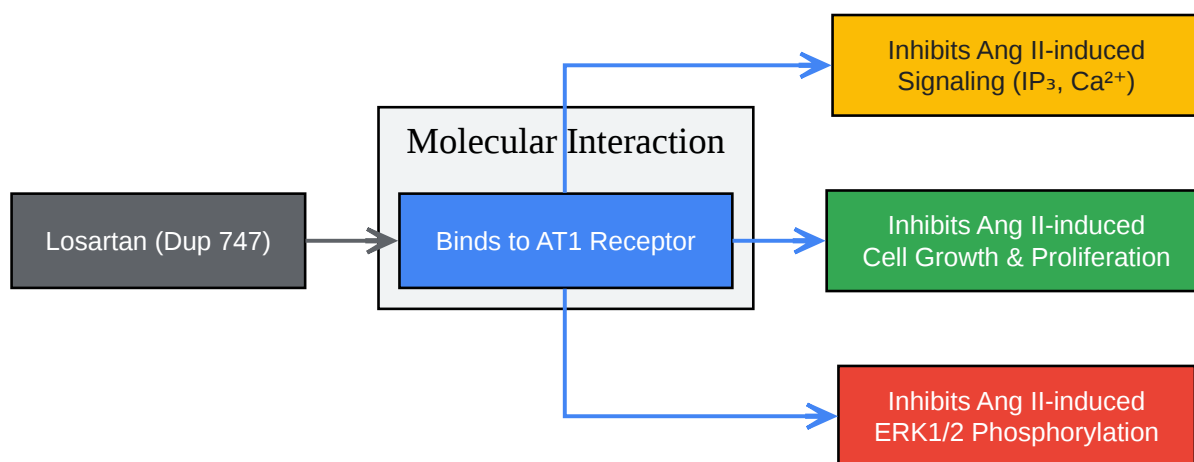 Inhibits Ang II-induced
Signaling (IP₃, Ca²⁺)
Molecular Interaction
Losartan (Dup 747)
Binds to AT1 Receptor
Inhibits Ang II-induced
Cell Growth & Proliferation
Inhibits Ang II-induced
ERK1/2 Phosphorylation